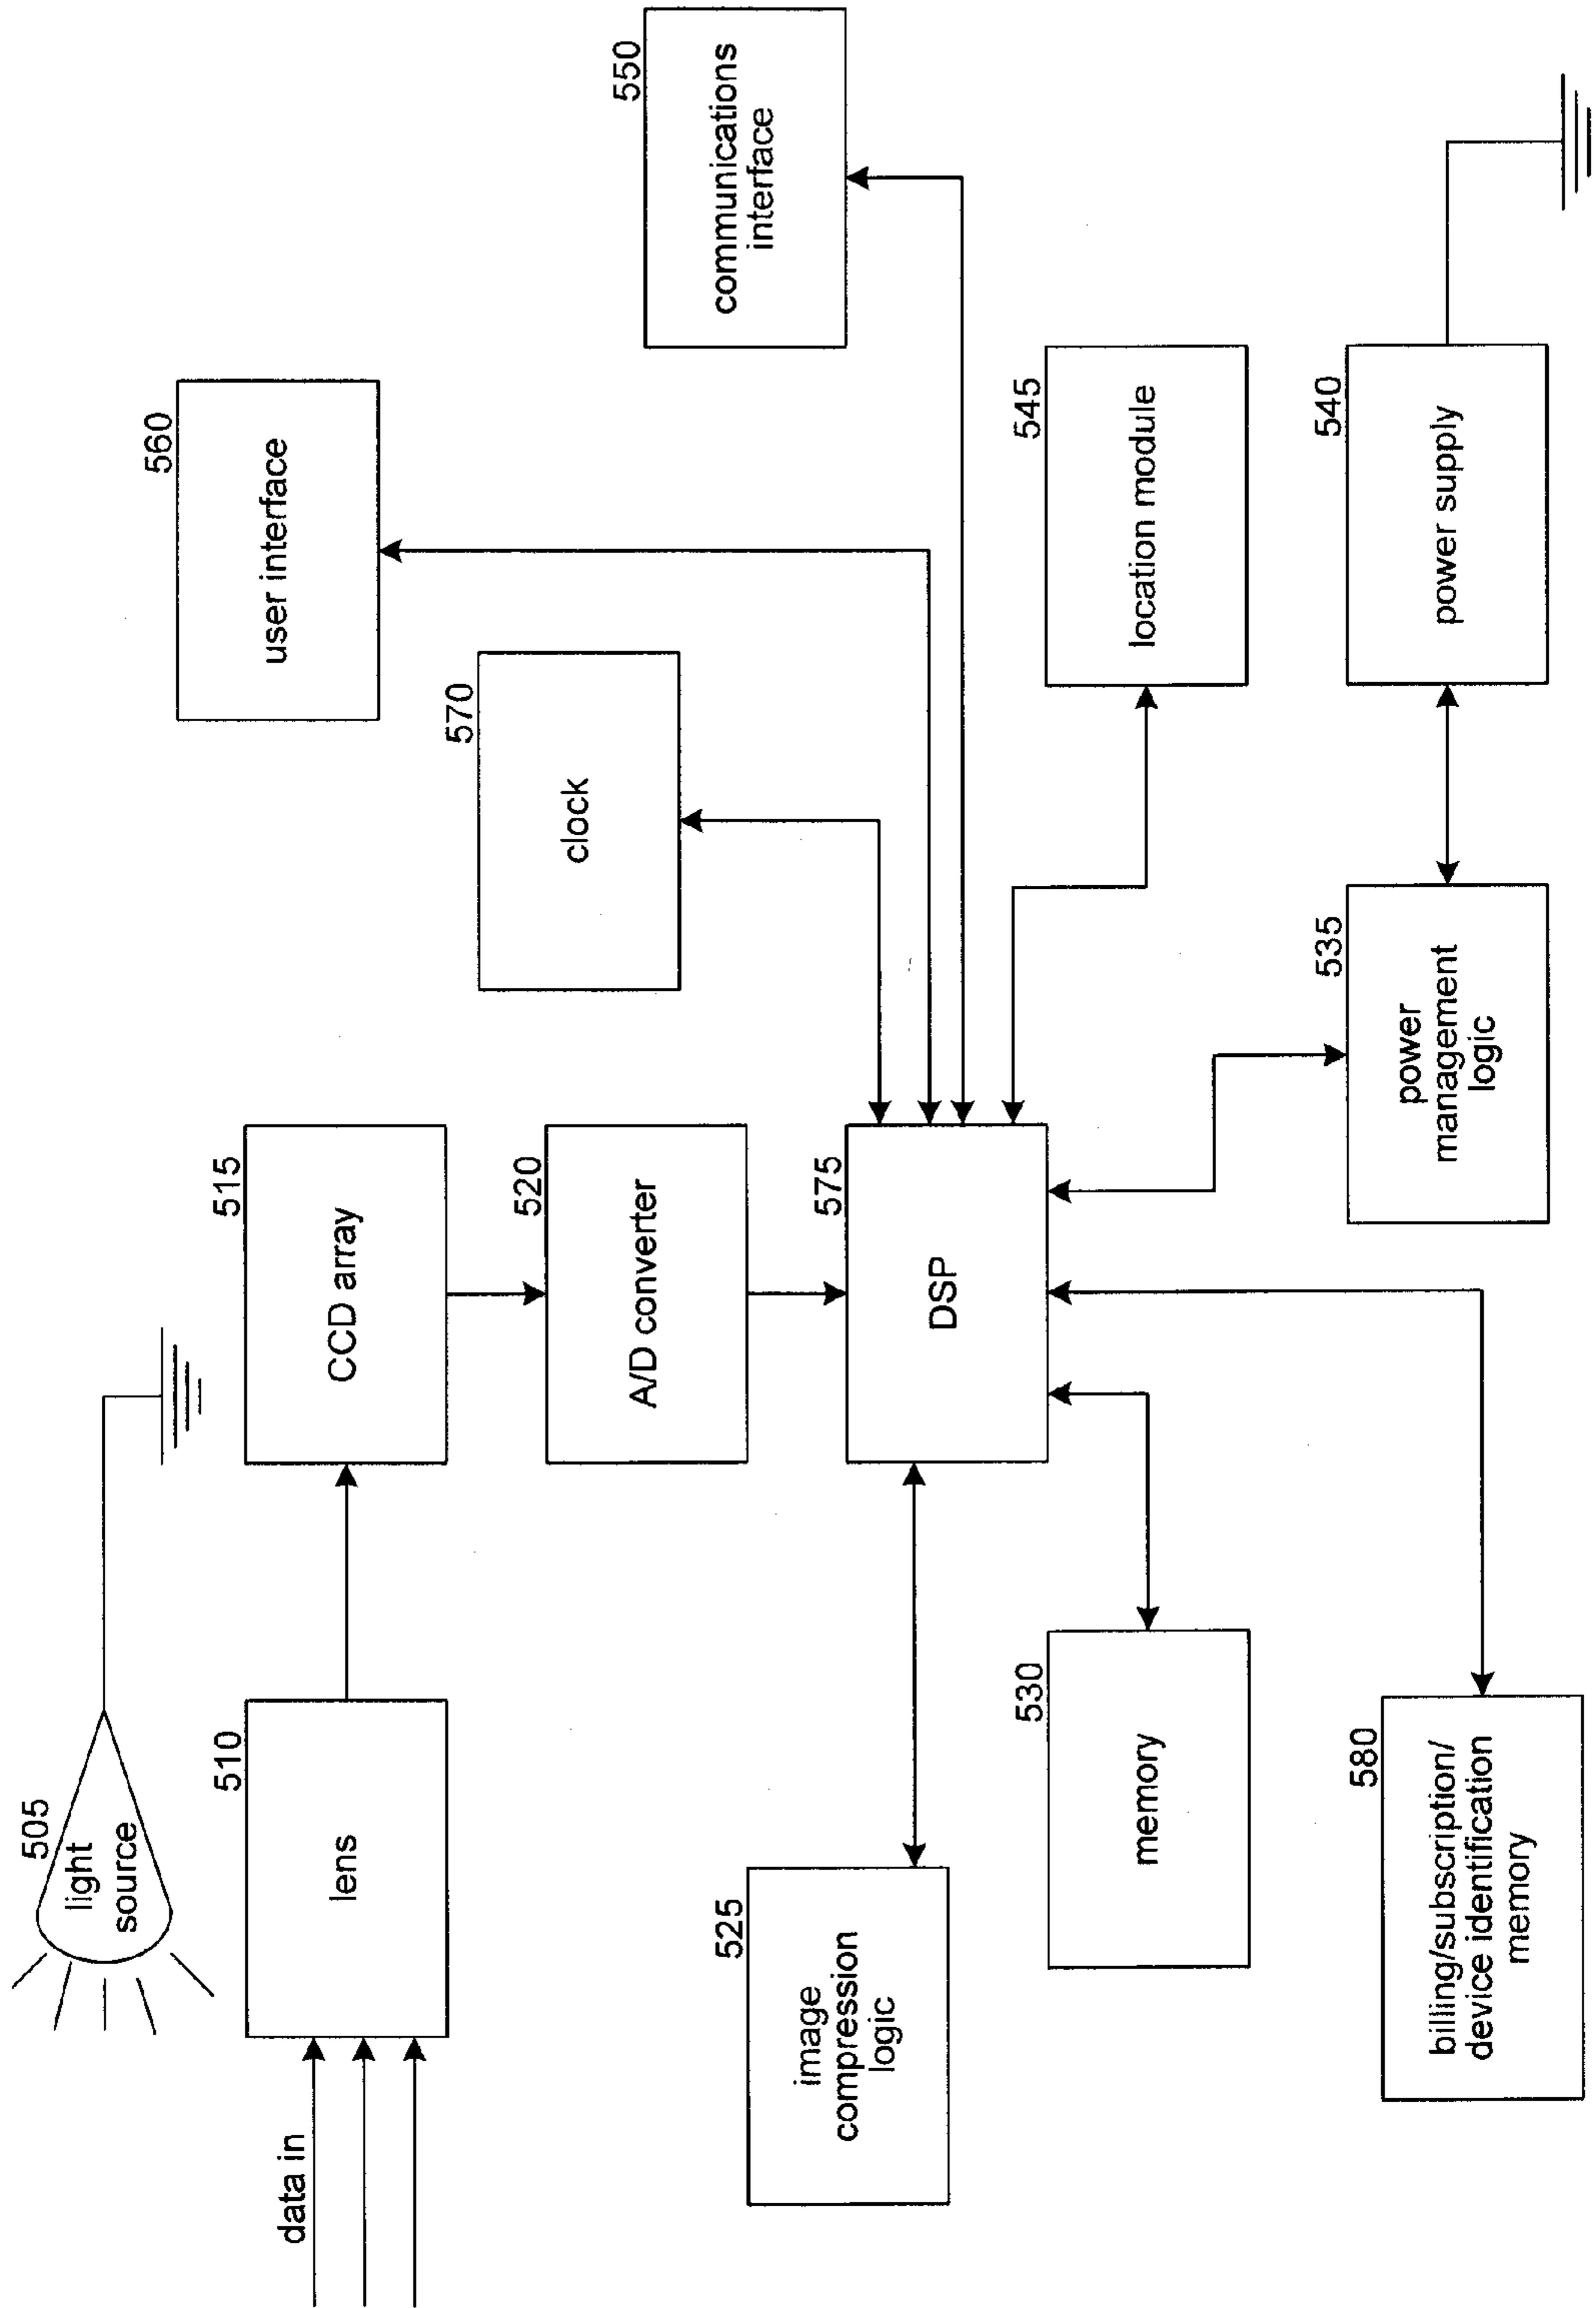 505
light
source
data in
510
lens
515
CCD array
520
A/D converter
575
DSP
525
image
compression
logic
530
memory
580
billing/subscription/
device identification
memory
570
clock
560
user interface
550
communications
interface
545
location module
535
power
management
logic
540
power supply